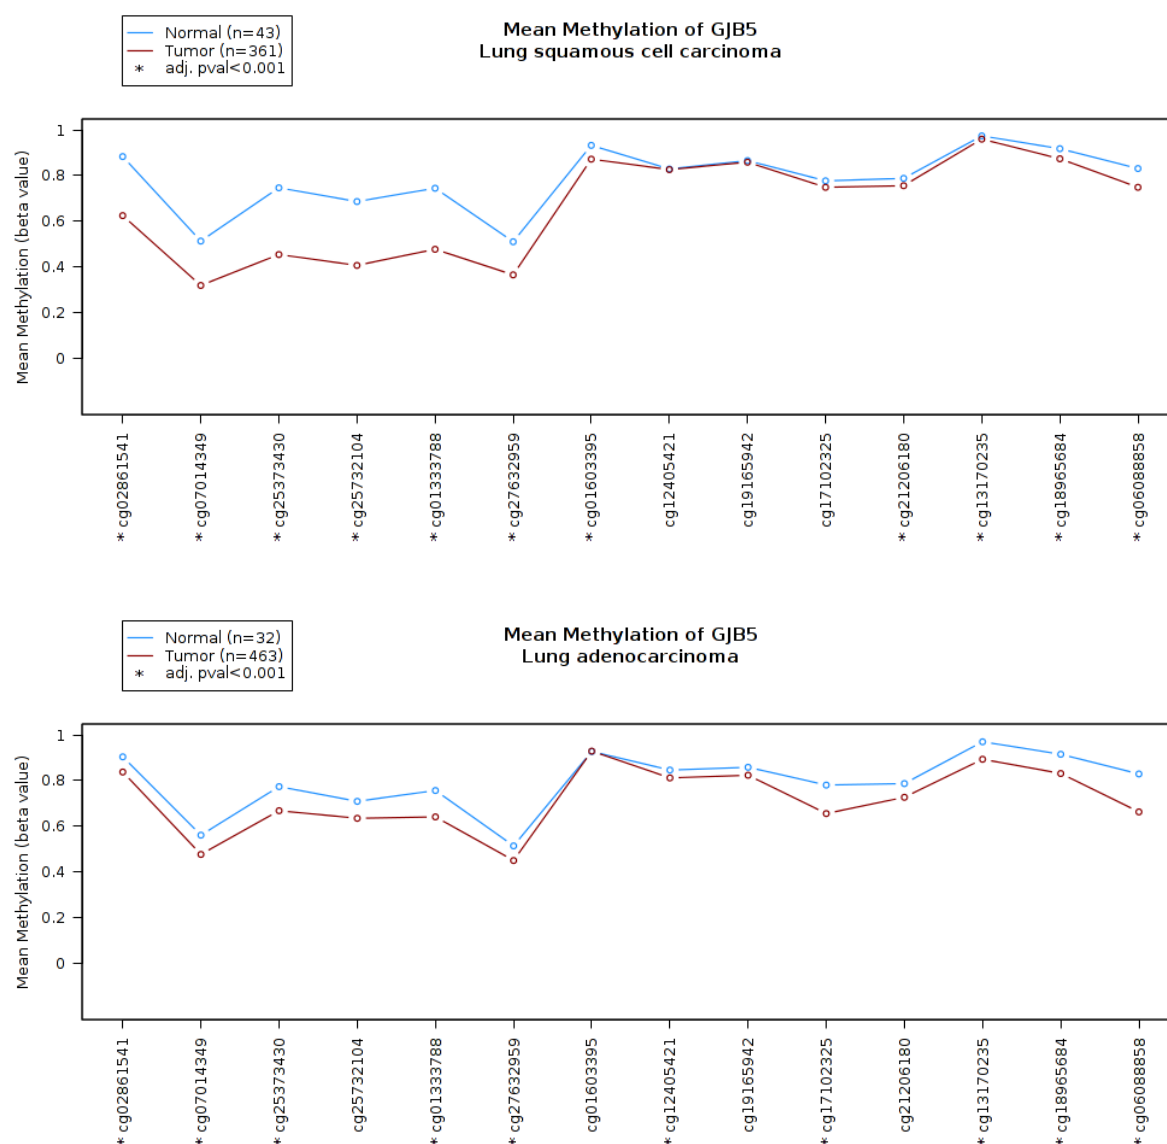 Normal (n=43)
Tumor (n=361)
* adj. pval<0.001
Mean Methylation of GJB5
Lung squamous cell carcinoma
Mean Methylation (beta value)
1
0.8
0.6
0.4
0.2
0
* cg02861541
* cg07014349
* cg25373430
* cg25732104
* cg01333788
* cg27632959
* cg01603395
cg12405421
cg19165942
cg17102325
* cg21206180
* cg13170235
* cg18965684
* cg06088858
Normal (n=32)
Tumor (n=463)
* adj. pval<0.001
Mean Methylation of GJB5
Lung adenocarcinoma
Mean Methylation (beta value)
1
0.8
0.6
0.4
0.2
0
* cg02861541
* cg07014349
* cg25373430
cg25732104
* cg01333788
* cg27632959
cg01603395
* cg12405421
cg19165942
* cg17102325
cg21206180
* cg13170235
* cg18965684
* cg06088858